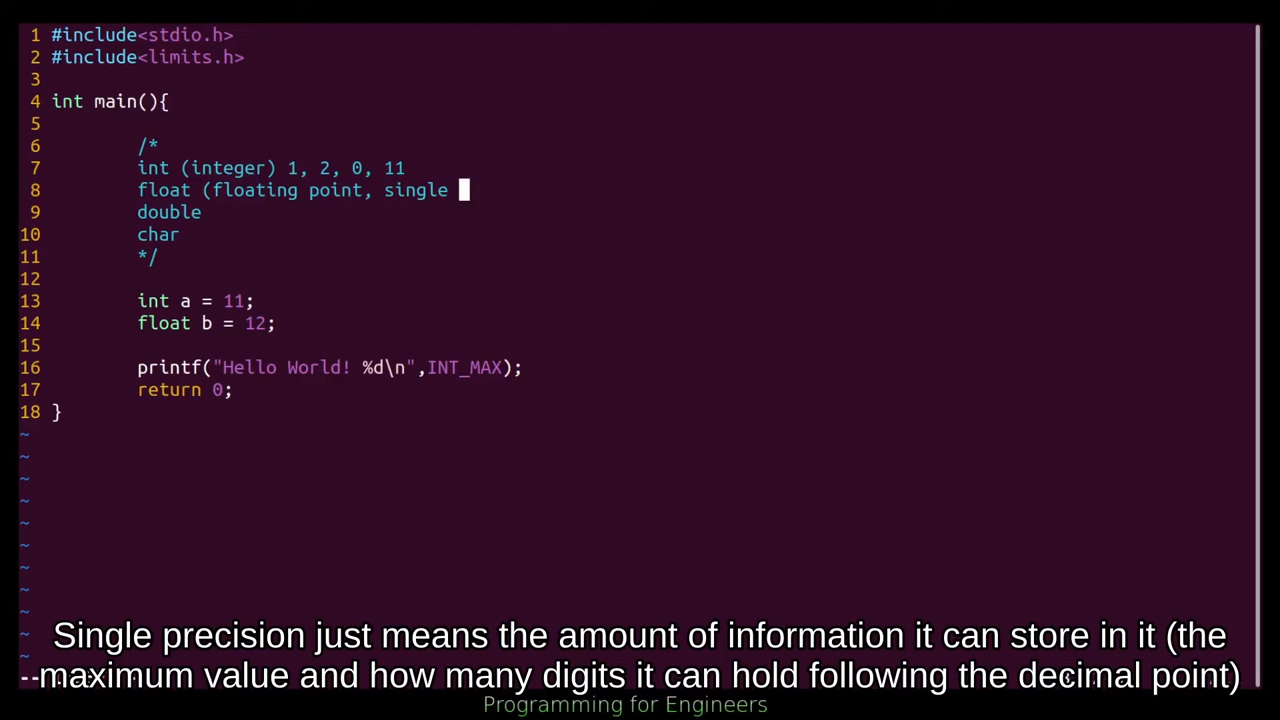 1 #include<stdio.h>
2 #include<limits.h>
3
4 int main(){
5
6 /*
7 int (integer) 1, 2, 0, 11
8 float (floating point, single
9 double
10 char
11 */
12
13 int a = 11;
14 float b = 12;
15
16 printf("Hello World! %d\n",INT_MAX);
17 return 0;
18 }
~
~
~
~
~
~
~
~
~
~
~
Single precision just means the amount of information it can store in it (the
maximum value and how many digits it can hold following the decimal point)
Programming for Engineers